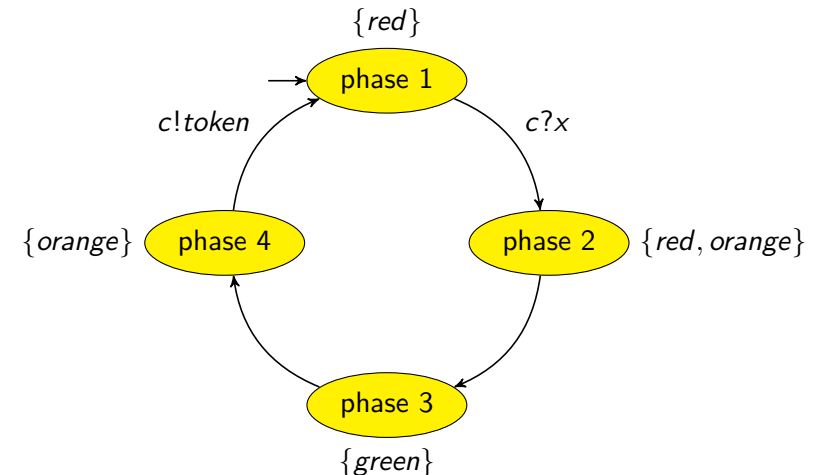 {red}
phase 1
c!token
c?x
{orange}
phase 4
phase 2
{red, orange}
phase 3
{green}